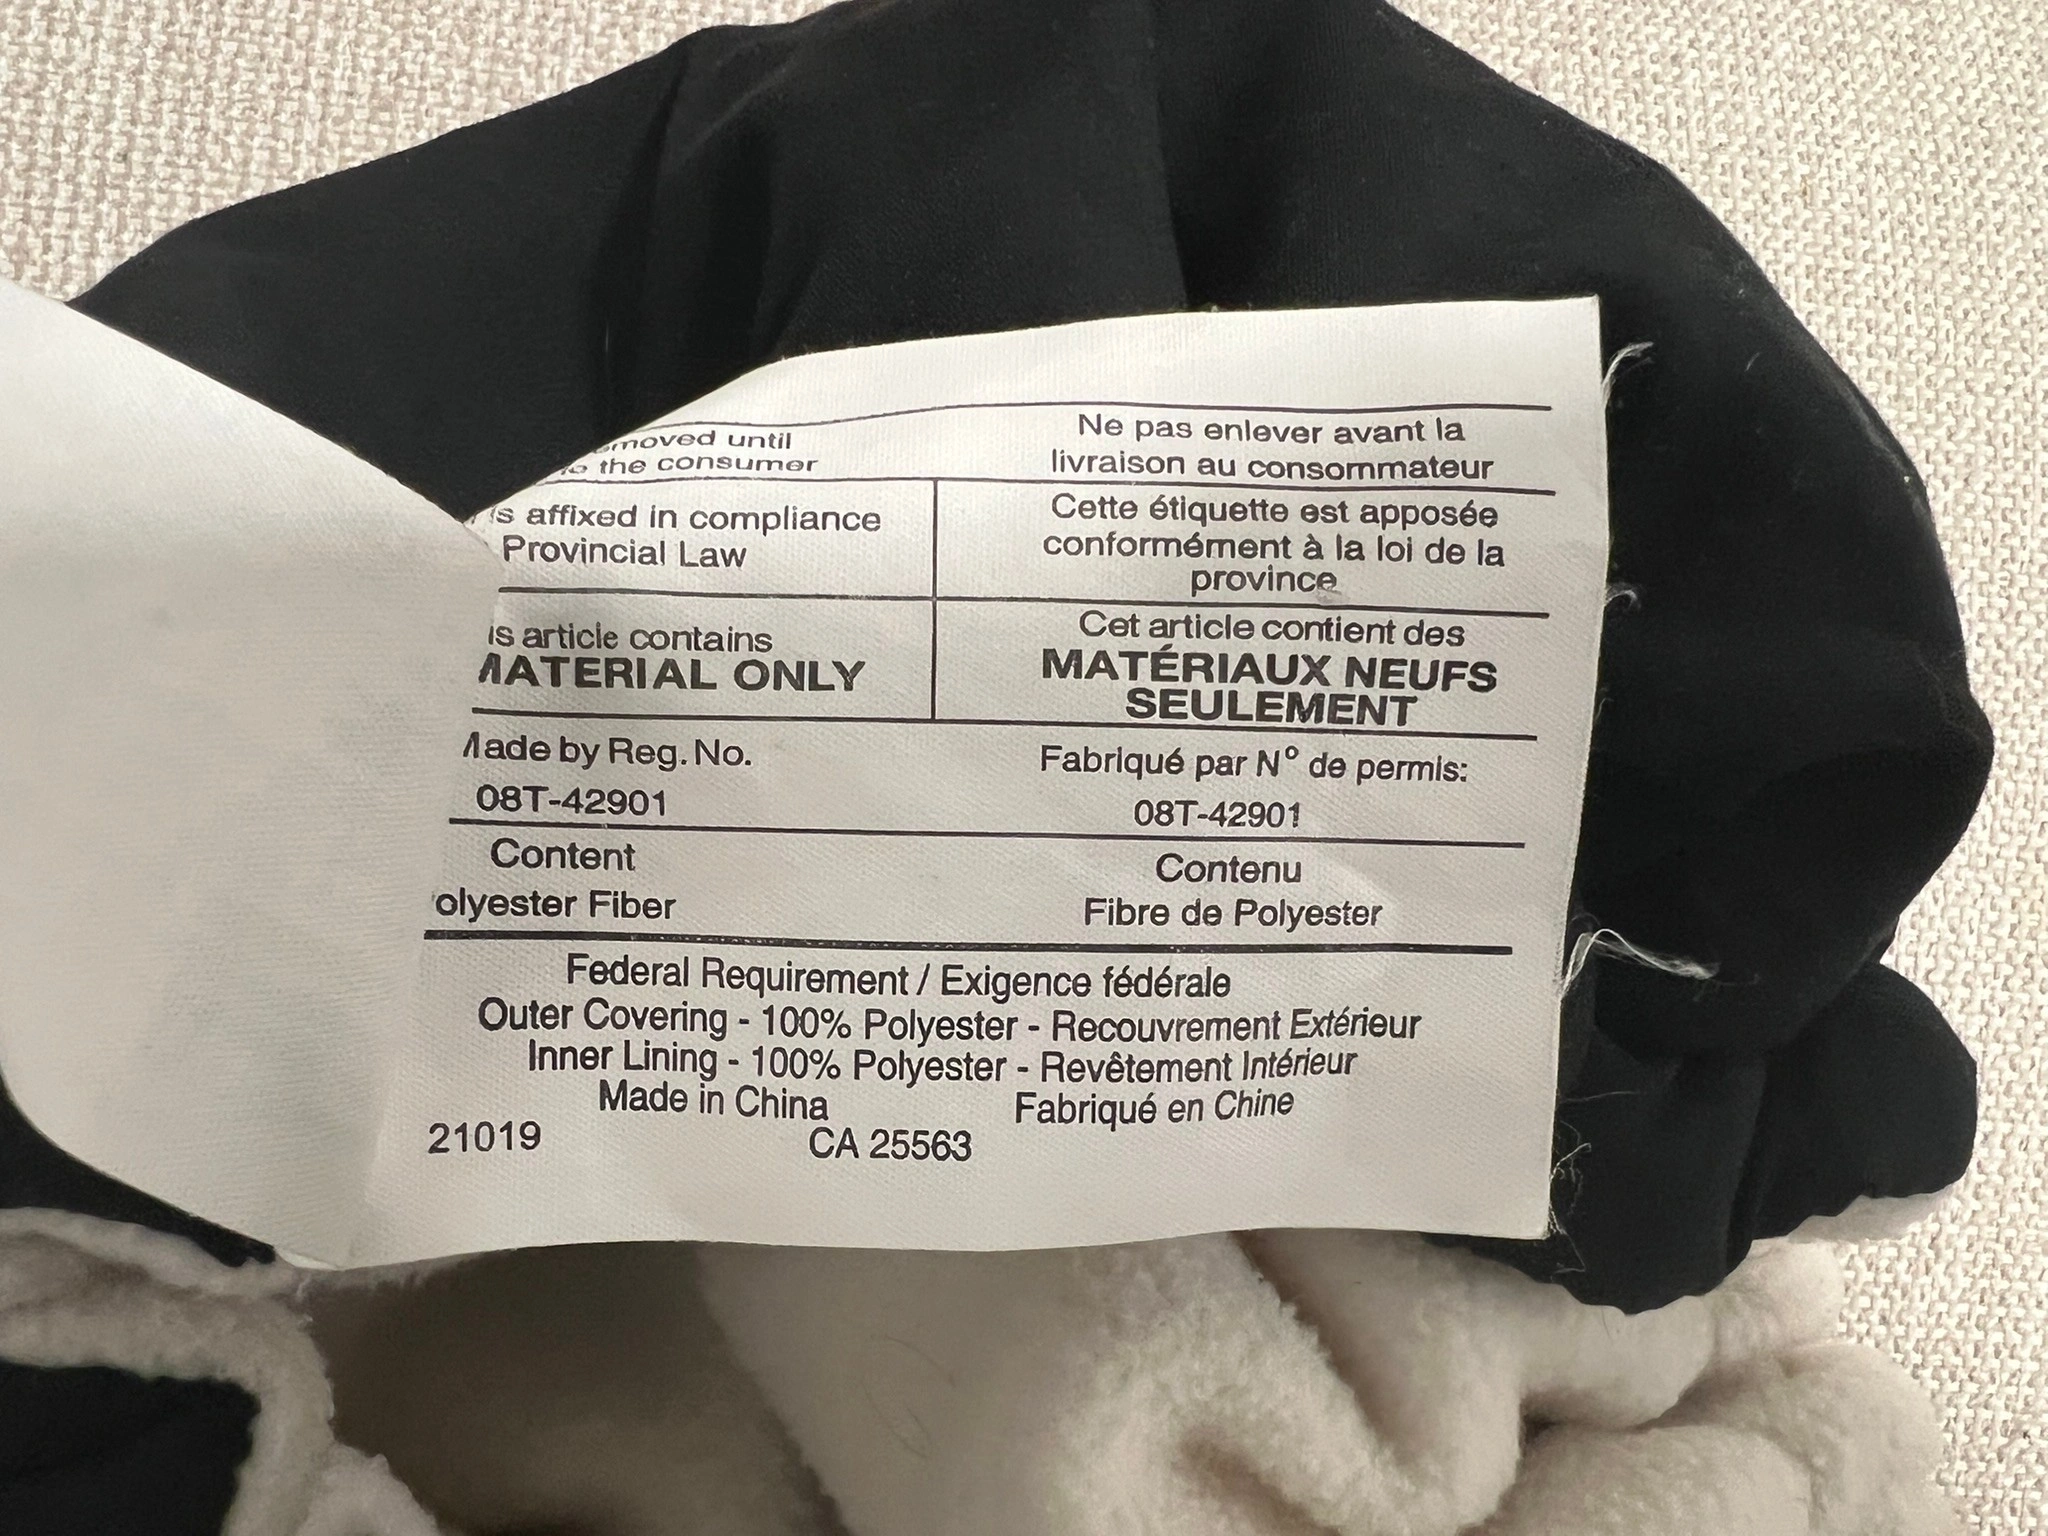 until
the consumer
Ne pas enlever avant la
livraison au consommateur
is affixed in compliance
Provincial Law
Cette étiquette est apposée
conformément à la loi de la
province
article contains
MATERIAL ONLY
Cet article contient des
MATÉRIAUX NEUFS
SEULEMENT
Made by Reg. No.
08T-42901
Fabriqué par N° de permis:
08T-42901
Content
Polyester Fiber
Contenu
Fibre de Polyester
Federal Requirement / Exigence fédérale
Outer Covering - 100% Polyester - Recouvrement Extérieur
Inner Lining - 100% Polyester - Revêtement Intérieur
Made in China Fabriqué en Chine
21019 CA 25563